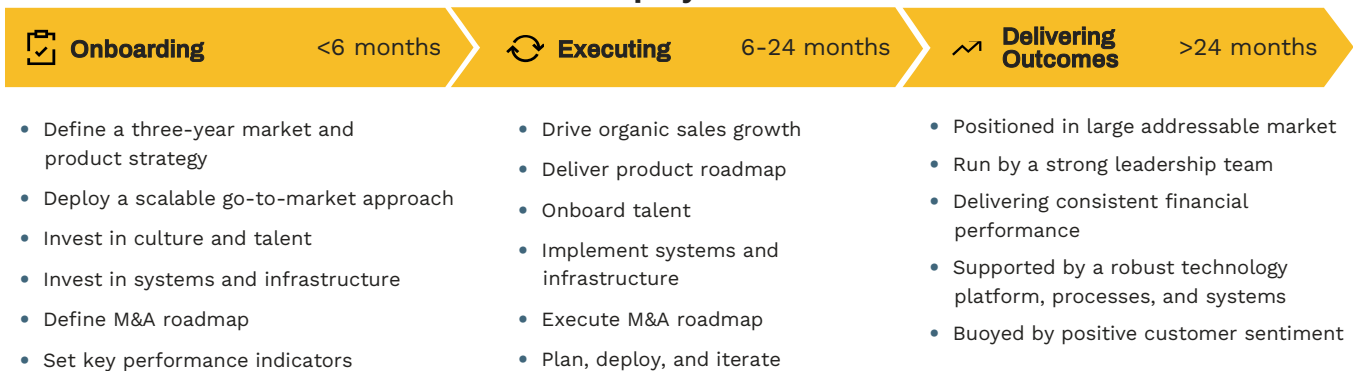 Onboarding <6 months
Define a three-year market and
product strategy
Deploy a scalable go-to-market approach
Invest in culture and talent
Invest in systems and infrastructure
Define M&A roadmap
Set key performance indicators
Executing 6-24 months
Drive organic sales growth
Deliver product roadmap
Onboard talent
Implement systems and
infrastructure
Execute M&A roadmap
Plan, deploy, and iterate
Delivering
Outcomes >24 months
Positioned in large addressable market
Run by a strong leadership team
Delivering consistent financial
performance
Supported by a robust technology
platform, processes, and systems
Buoyed by positive customer sentiment